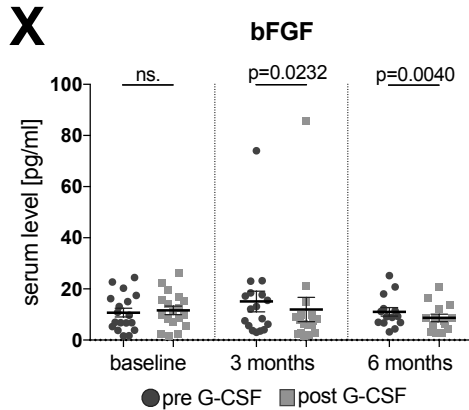 X
bFGF
ns.
p=0.0232
p=0.0040
serum level [pg/ml]
100
80
60
40
20
0
baseline
3 months
6 months
pre G-CSF
post G-CSF